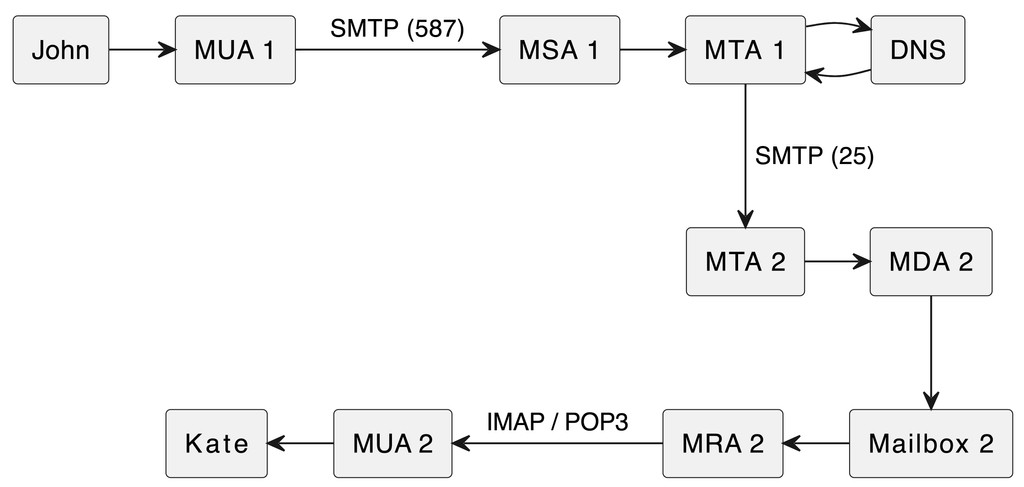 John
MUA 1
SMTP (587)
MSA 1
MTA 1
DNS
SMTP (25)
MTA 2
MDA 2
Kate
MUA 2
IMAP / POP3
MRA 2
Mailbox 2